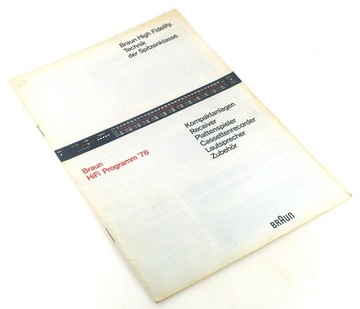 Braun High Fidelity.
Technik
der Spitzenklasse.
Braun
HiFi Programm '78
Kompaktanlagen
Receiver
Plattenspieler
Cassettenrecorder
Lautsprecher
Zubehör
BRAUN